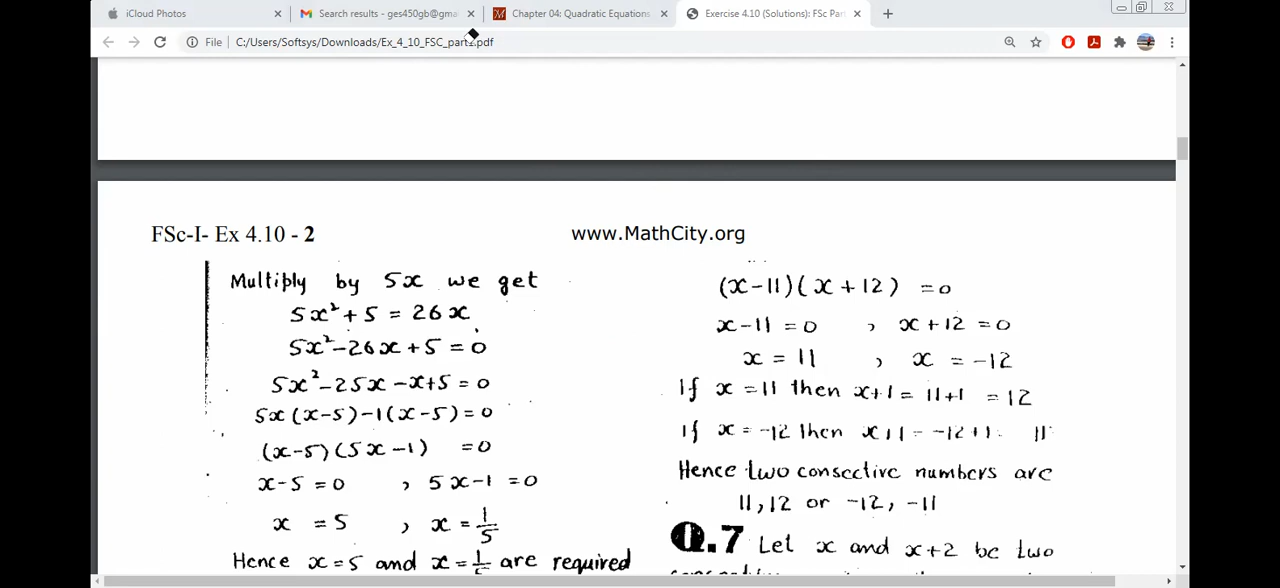 iCloud Photos
Search results - ges450gb@gma
Chapter 04: Quadratic Equations
Exercise 4.10 (Solutions): FSc Par
File
C:/Users/Softsys/Downloads/Ex_4_10_FSC_part1.pdf
FSc-I- Ex 4.10 - 2
www.MathCity.org
Multiply by 5x we get
5x²+5 = 26x
5x²-26x+5 = 0
5x²-25x-x+5 = 0
5x(x-5)-1(x-5)=0
(x-5)(5x-1) =0
x-5 =0 , 5x-1 =0
x = 5 , x = 1/5
Hence x=5 and x=1/5 are required
(x-11)(x+12) =0
x-11 =0 , x+12 =0
x = 11 , x = -12
If x =11 then x+1= 11+1 =12
If x = -12 then x+1 = -12+1 11
Hence two consective numbers are
11,12 or -12, -11
Q.7 Let x and x+2 be two